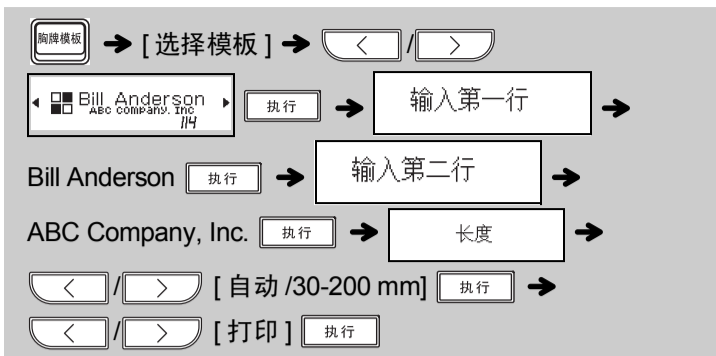 胸牌模板 → [ 选择模板 ] → < / >
Bill Anderson 执行 → 输入第一行 →
ABC company, Inc
114
Bill Anderson 执行 → 输入第二行 →
ABC Company, Inc. 执行 → 长度 →
< / > [ 自动 /30-200 mm] 执行 →
< / > [ 打印 ] 执行